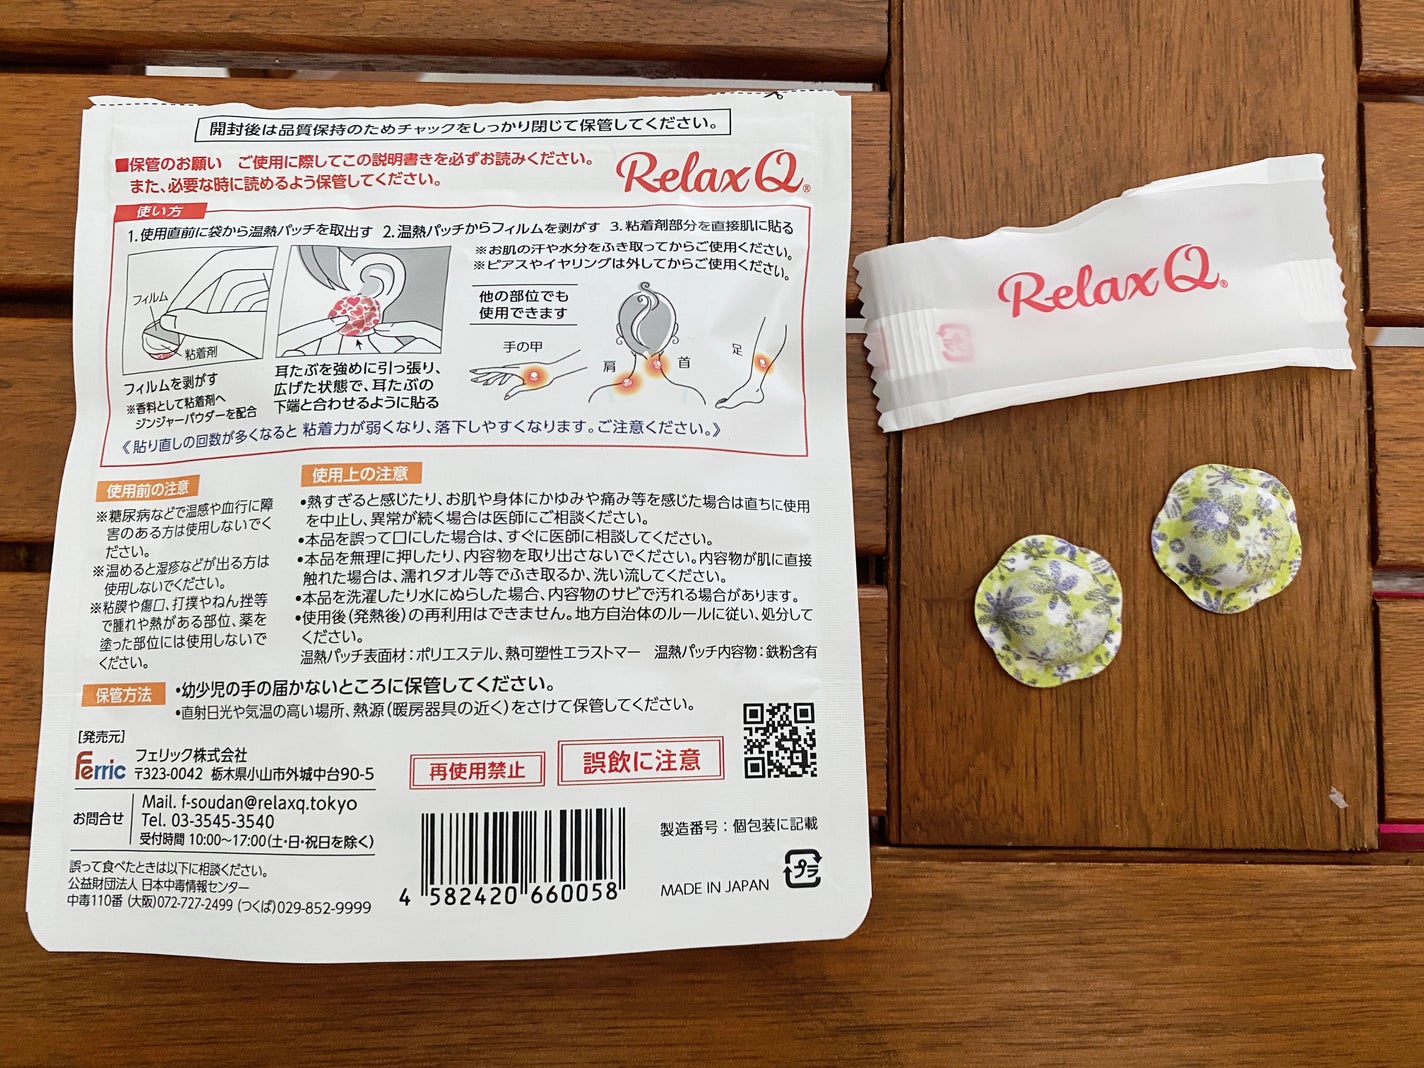 開封後は品質保持のためチャックをしっかり閉じて保管してください。
■保管のお願い　ご使用に際してこの説明書きを必ずお読みください。
また、必要な時に読めるよう保管してください。
Relax Q®
使い方
1.使用直前に袋から温熱パッチを取出す
2.温熱パッチからフィルムを剥がす
3.粘着剤部分を直接肌に貼る
※お肌の汗や水分をふき取ってからご使用ください。
※ピアスやイヤリングは外してからご使用ください。
フィルム
粘着剤
フィルムを剥がす
※香料として粘着剤へ
ジンジャーパウダーを配合
耳たぶを強めに引っ張り、
広げた状態で、耳たぶの
下端と合わせるように貼る
他の部位でも
使用できます
手の甲
肩
首
足
《貼り直しの回数が多くなると 粘着力が弱くなり、落下しやすくなります。ご注意ください。》
使用前の注意
※糖尿病などで温感や血行に障
害のある方は使用しないでく
ださい。
※温めると湿疹などが出る方は
使用しないでください。
※粘膜や傷口、打撲やねん挫等
で腫れや熱がある部位、薬を
塗った部位には使用しないで
ください。
使用上の注意
•熱すぎると感じたり、お肌や身体にかゆみや痛み等を感じた場合は直ちに使用
を中止し、異常が続く場合は医師にご相談ください。
•本品を誤って口にした場合は、すぐに医師に相談してください。
•本品を無理に押したり、内容物を取り出さないでください。内容物が肌に直接
触れた場合は、濡れタオル等でふき取るか、洗い流してください。
•本品を洗濯したり水にぬらした場合、内容物のサビで汚れる場合があります。
•使用後(発熱後)の再利用はできません。地方自治体のルールに従い、処分して
ください。
温熱パッチ表面材：ポリエステル、熱可塑性エラストマー　温熱パッチ内容物：鉄粉含有
保管方法
•幼少児の手の届かないところに保管してください。
•直射日光や気温の高い場所、熱源(暖房器具の近く)をさけて保管してください。
[発売元]
Ferric
フェリック株式会社
〒323-0042 栃木県小山市外城中台90-5
お問合せ
Mail. f-soudan@relaxq.tokyo
Tel. 03-3545-3540
受付時間 10:00〜17:00(土・日・祝日を除く)
誤って食べたときは以下に相談ください。
公益財団法人 日本中毒情報センター
中毒110番 (大阪)072-727-2499 (つくば)029-852-9999
再使用禁止
誤飲に注意
4 582420 660058
製造番号：個包装に記載
MADE IN JAPAN
プラ
Relax Q®